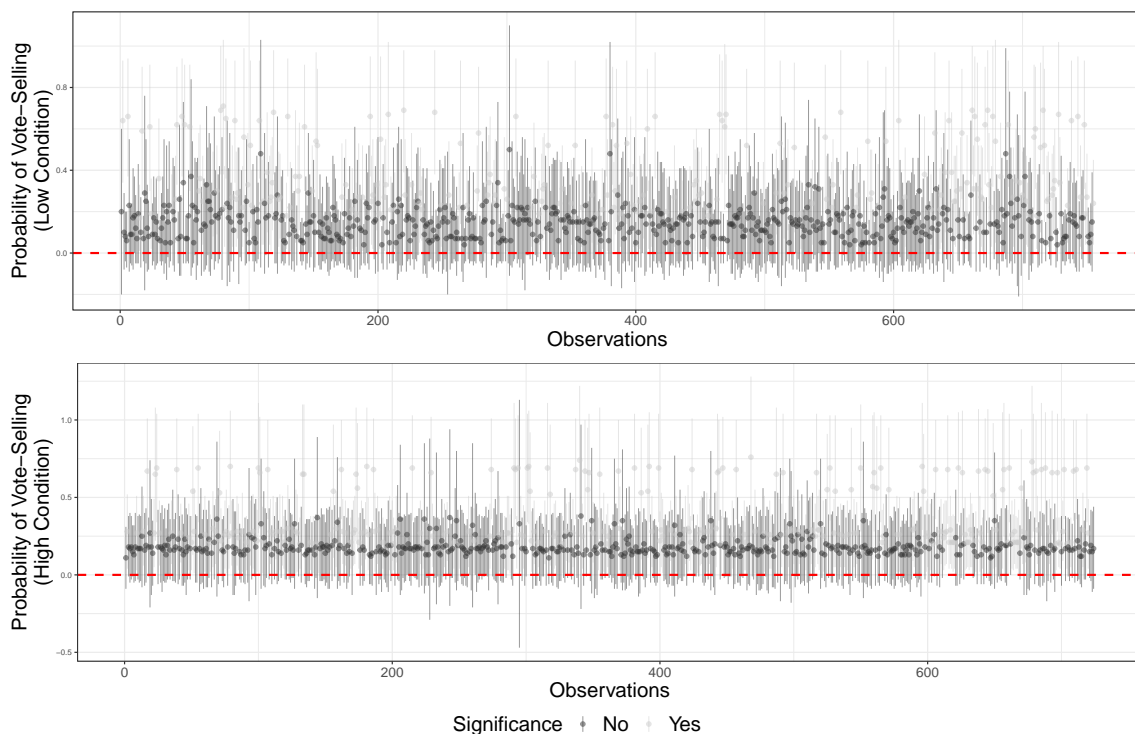 Probability of Vote−Selling
(Low Condition)
0.8
0.4
0.0
0
200
400
600
Observations
Probability of Vote−Selling
(High Condition)
1.0
0.5
0.0
−0.5
0
200
400
600
Observations
Significance No Yes